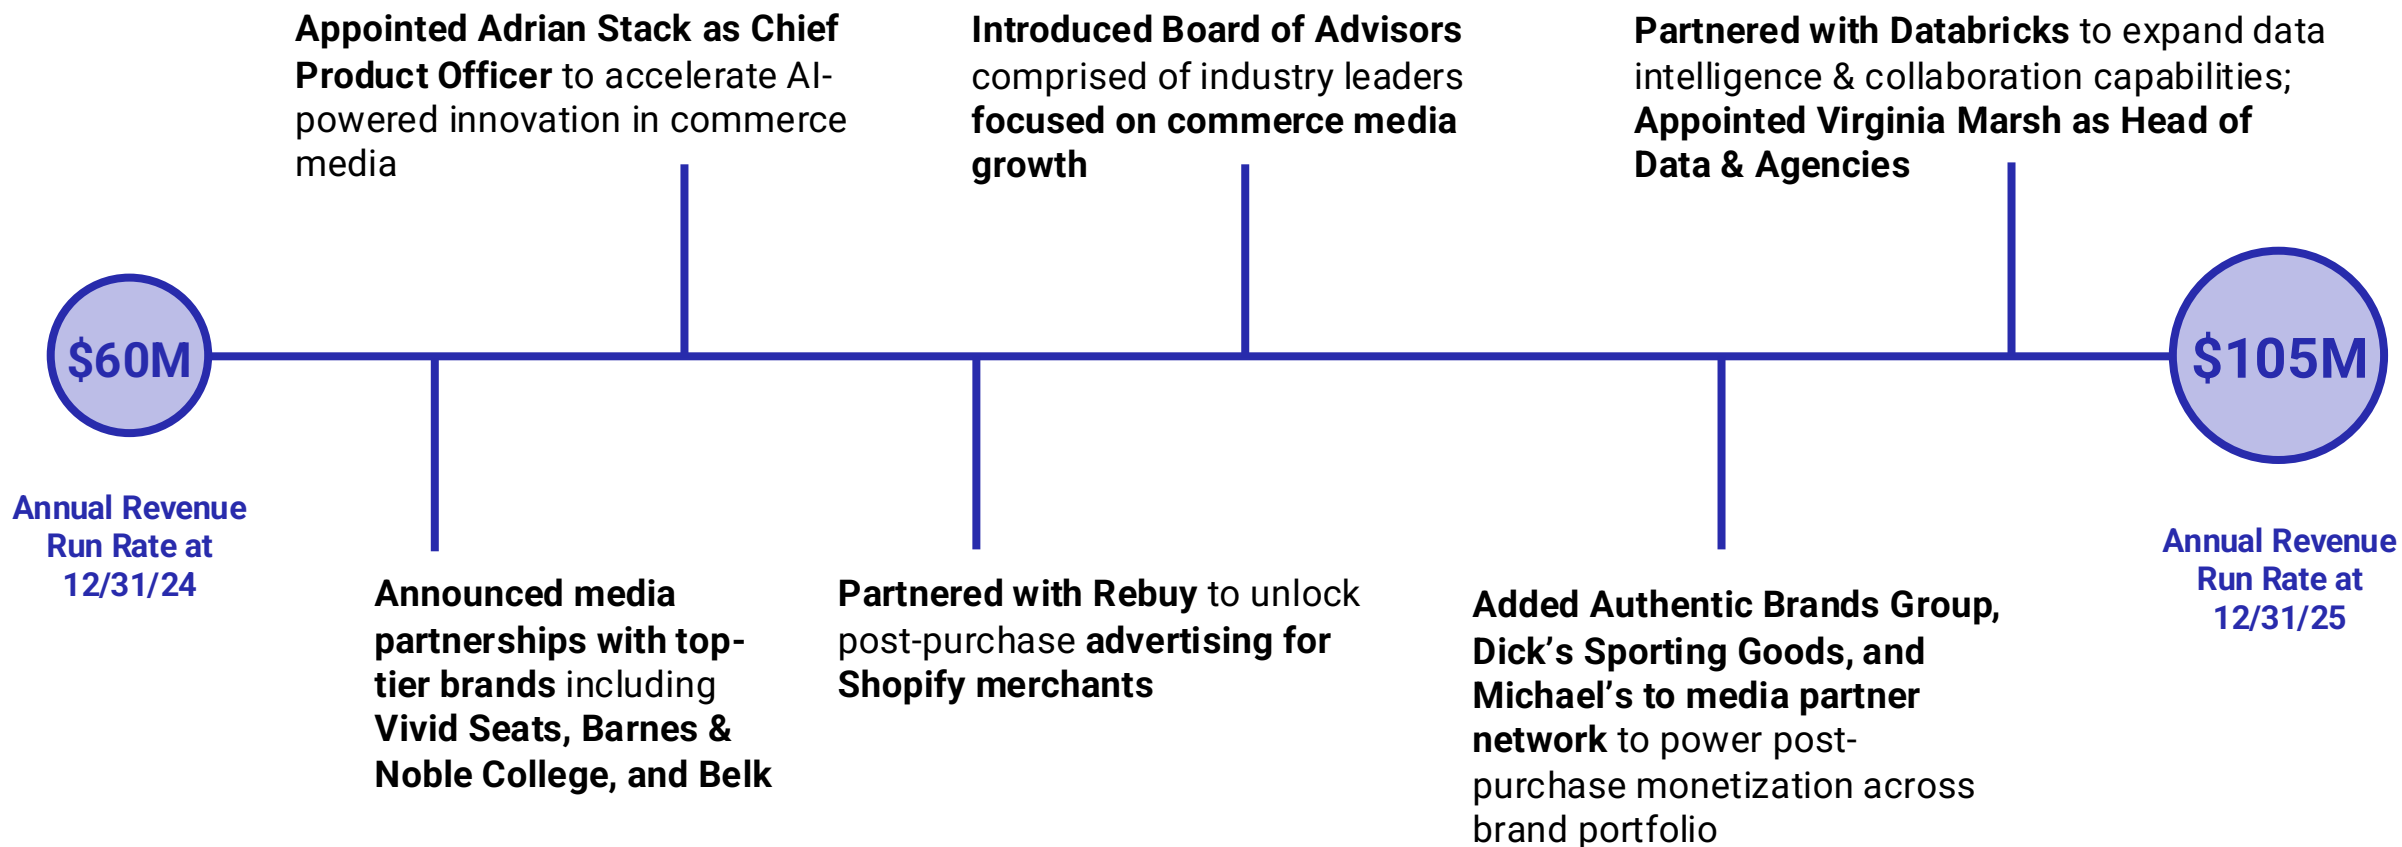 Appointed Adrian Stack as Chief
Product Officer to accelerate AI-
powered innovation in commerce
media
Introduced Board of Advisors
comprised of industry leaders
focused on commerce media
growth
Partnered with Databricks to expand data
intelligence & collaboration capabilities;
Appointed Virginia Marsh as Head of
Data & Agencies
$60M
$105M
Annual Revenue
Run Rate at
12/31/24
Announced media
partnerships with top-
tier brands including
Vivid Seats, Barnes &
Noble College, and Belk
Partnered with Rebuy to unlock
post-purchase advertising for
Shopify merchants
Added Authentic Brands Group,
Dick’s Sporting Goods, and
Michael’s to media partner
network to power post-
purchase monetization across
brand portfolio
Annual Revenue
Run Rate at
12/31/25